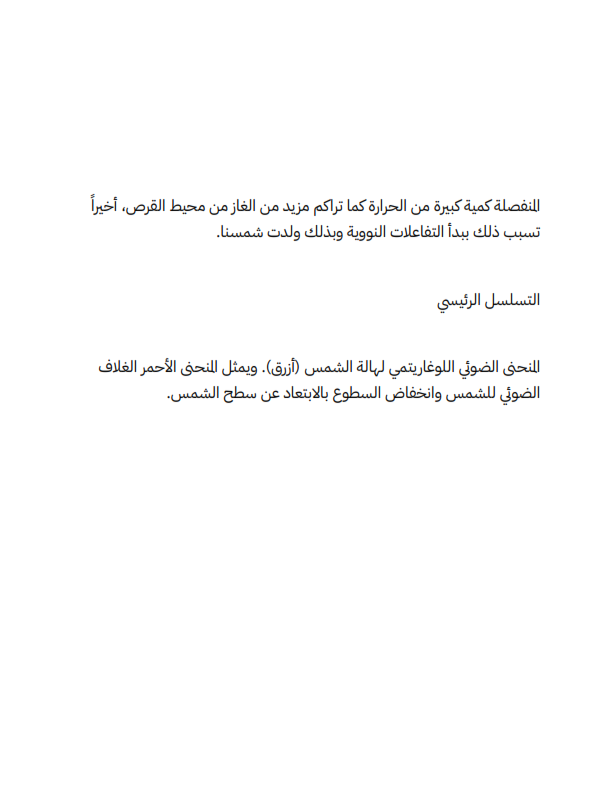 المنفصلة كمية كبيرة من الحرارة كما تراكم مزيد من الغاز من محيط القرص، أخيراً
تسبب ذلك ببدأ التفاعلات النووية وبذلك ولدت شمسنا.
التسلسل الرئيسي
المنحنى الضوئي اللوغاريتمي لهالة الشمس (أزرق). ويمثل المنحنى الأحمر الغلاف
الضوئي للشمس وانخفاض السطوع بالابتعاد عن سطح الشمس.